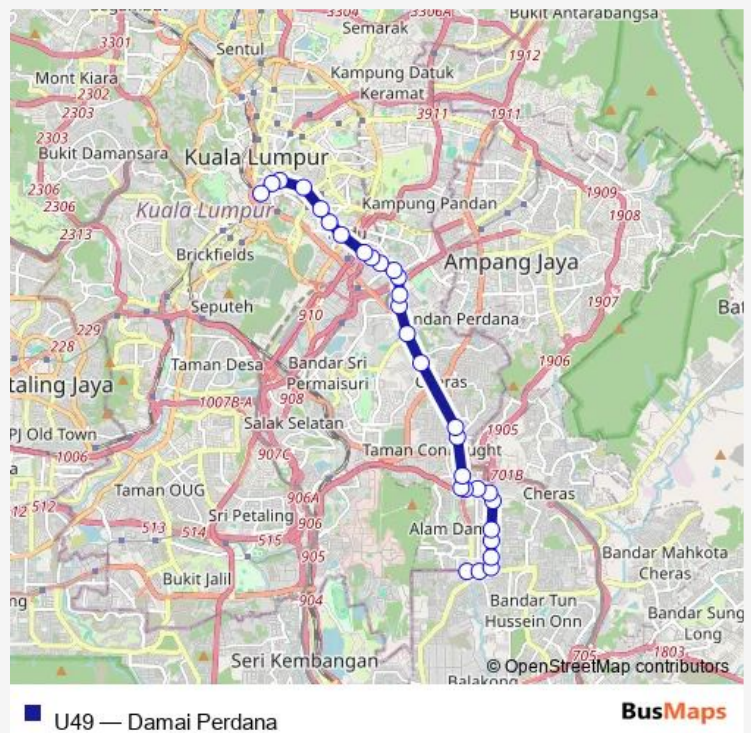 3304
3306A
Bukit Antarabangsa
Semarak
3301
Sentul
1912
Mont Kiara
Kampung Datuk
Keramat
2302
2303
3911
1911
2303
Bukit Damansara
Kuala Lumpur
2306
1909
2306
Kuala Lumpur
Kampung Pandan
1908
2313
Brickfields
Ampang Jaya
Seputeh
1907
910
ndan Perdana
229
228
Taman Desa
Bandar Sri
Permaisuri
1906
taling Jaya
Cheras
1007B-A
908
Salak Selatan
1905
PJ Old Town
Taman Connaught
1006
907C
701B
Taman OUG
906A
Cheras
12
512
Sri Petaling
906
513
514
515
Alam Dam
905
Bandar Mahkota
Cheras
Bukit Jalil
904
Bandar Tun
Hussein Onn
Bandar Sung
Long
Seri Kembangan
705
1803
© OpenStreetMap contributors
Balakong
U49 — Damai Perdana
BusMaps